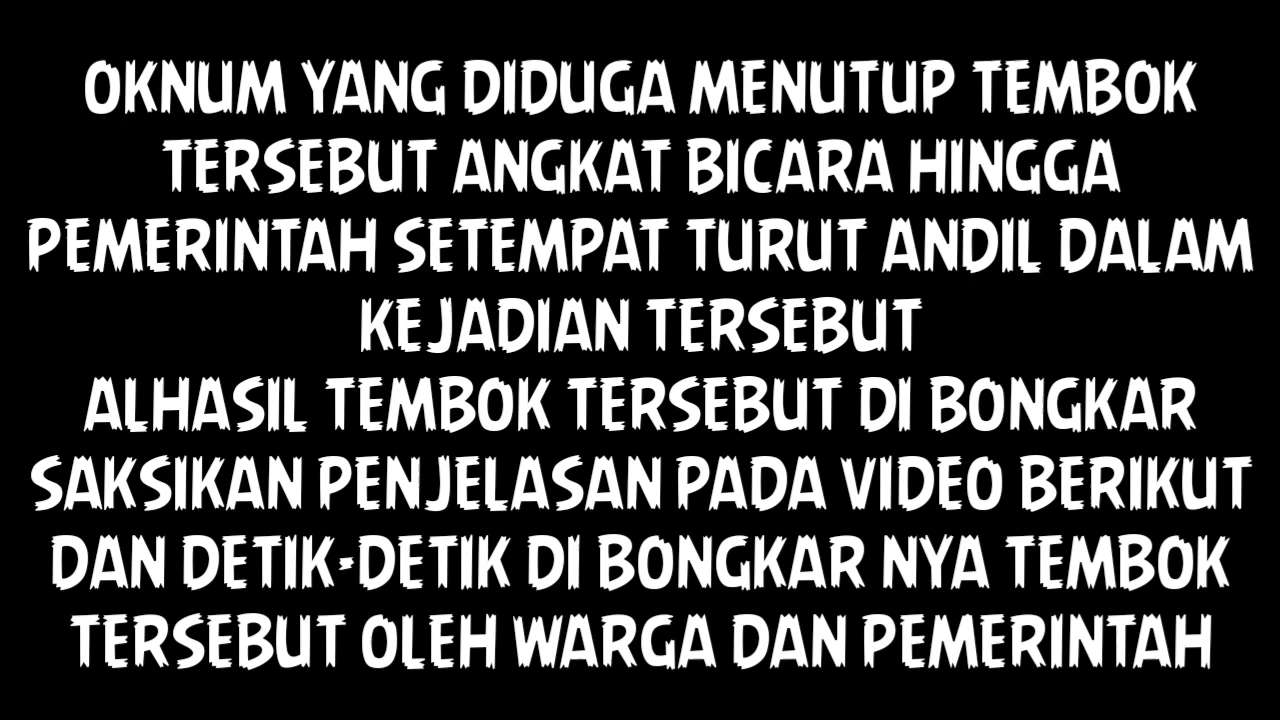 OKNUM YANG DIDUGA MENUTUP TEMBOK
TERSEBUT ANGKAT BICARA HINGGA
PEMERINTAH SETEMPAT TURUT ANDIL DALAM
KEJADIAN TERSEBUT
ALHASIL TEMBOK TERSEBUT DI BONGKAR
SAKSIKAN PENJELASAN PADA VIDEO BERIKUT
DAN DETIK-DETIK DI BONGKAR NYA TEMBOK
TERSEBUT OLEH WARGA DAN PEMERINTAH